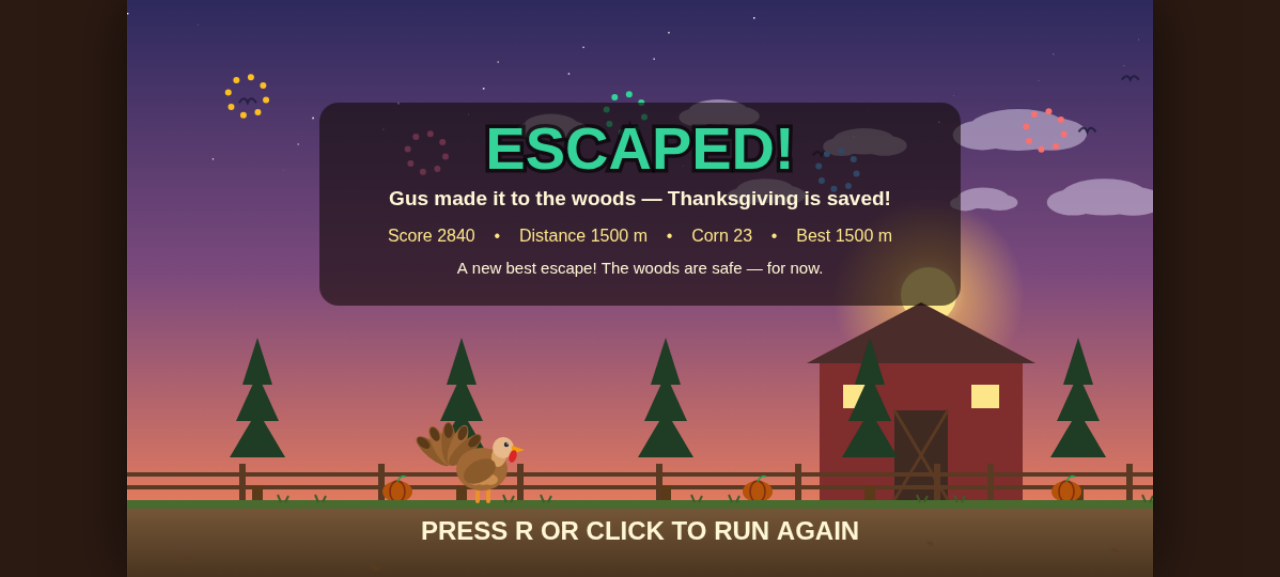 ESCAPED!
Gus made it to the woods — Thanksgiving is saved!
Score 2840 • Distance 1500 m • Corn 23 • Best 1500 m
A new best escape! The woods are safe — for now.
PRESS R OR CLICK TO RUN AGAIN